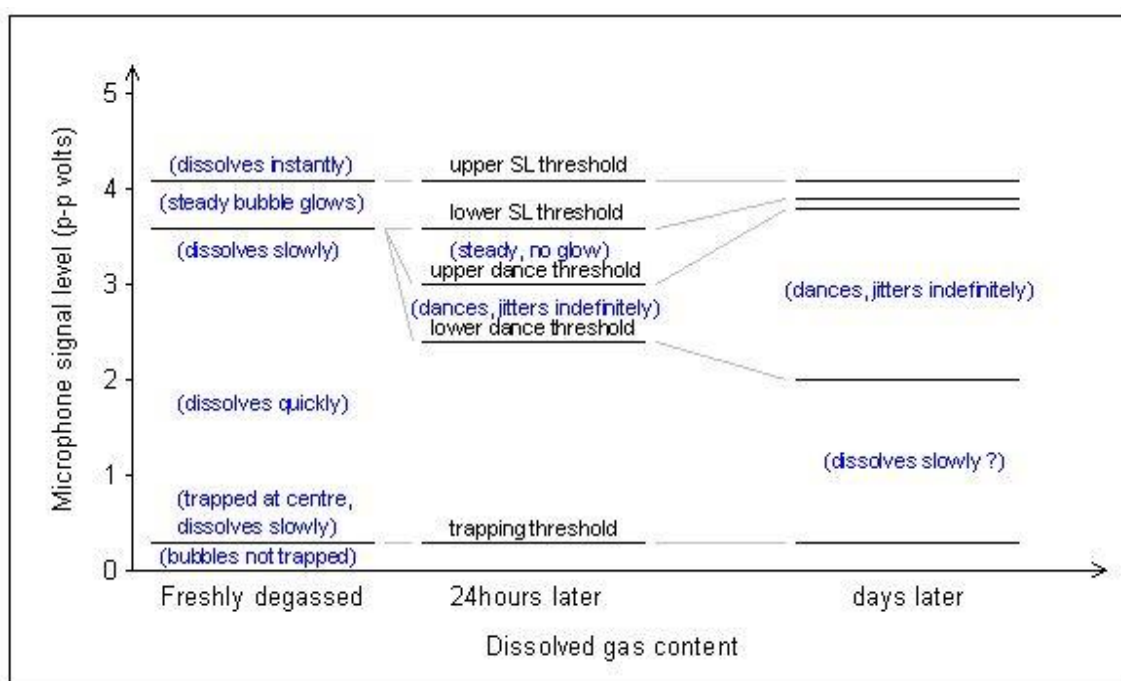 5
(dissolves instantly)
upper SL threshold
4
(steady bubble glows)
lower SL threshold
(dissolves slowly)
(steady, no glow)
upper dance threshold
3
(dances, jitters indefinitely)
(dances, jitters indefinitely)
lower dance threshold
2
(dissolves quickly)
(dissolves slowly ?)
1
(trapped at centre,
dissolves slowly)
trapping threshold
(bubbles not trapped)
0
Microphone signal level (p-p volts)
Freshly degassed
24hours later
days later
Dissolved gas content